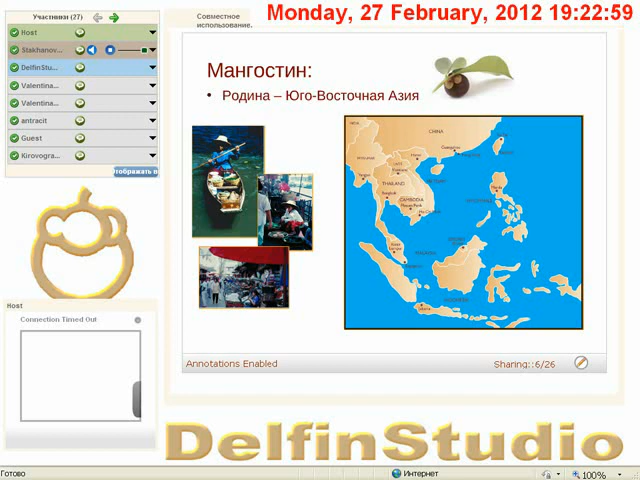 Monday, 27 February, 2012 19:22:59
Участники (27)
Host
Stakhanov...
DelfinStu...
Valentina...
Valentina...
antracit
Guest
Kirovogra...
Отображать в
Host
Connection Timed Out
Совместное
использование.
Мангостин:
• Родина – Юго-Восточная Азия
CHINA
THAILAND
CAMBODIA
Annotations Enabled
Sharing::6/26
DelfinStudio
Готово
Интернет
100%